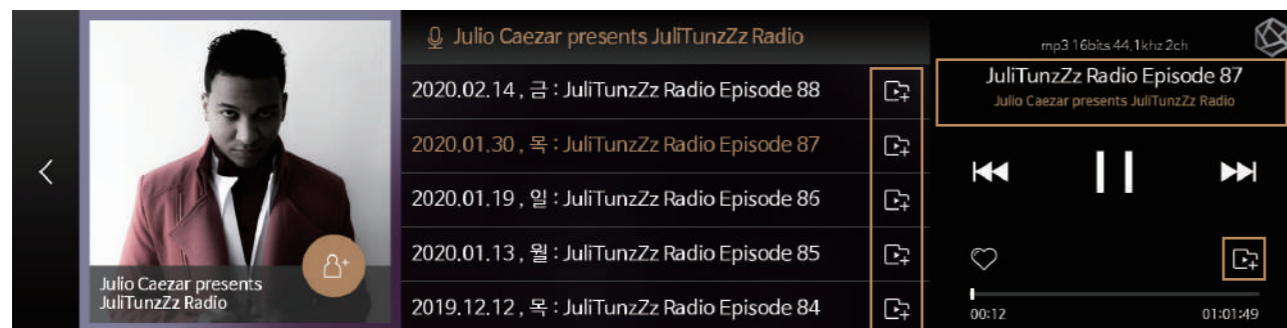 Julio Caezar presents
JuliTunzZz Radio
Julio Caezar presents JuliTunzZz Radio
2020.02.14, 금 : JuliTunzZz Radio Episode 88
2020.01.30, 목 : JuliTunzZz Radio Episode 87
2020.01.19, 일 : JuliTunzZz Radio Episode 86
2020.01.13, 월 : JuliTunzZz Radio Episode 85
2019.12.12, 목 : JuliTunzZz Radio Episode 84
mp3 16bits 44.1khz 2ch
JuliTunzZz Radio Episode 87
Julio Caezar presents JuliTunzZz Radio
00:12
01:01:49